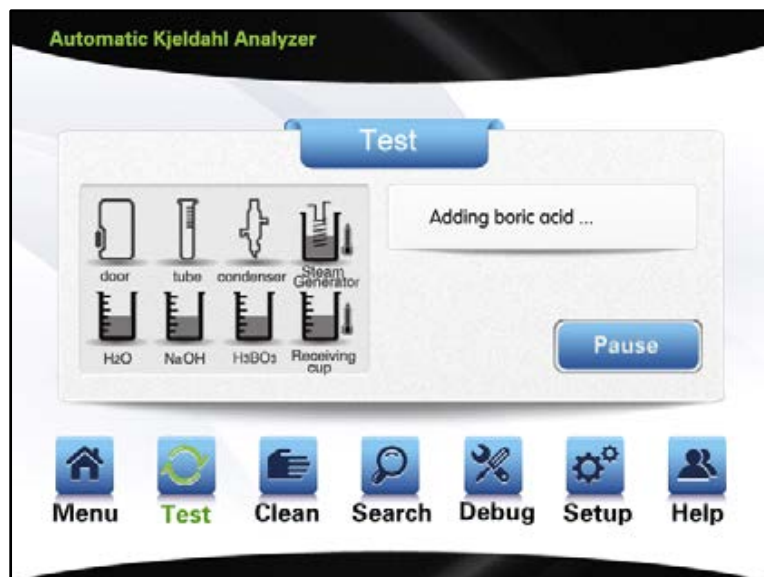 Automatic Kjeldahl Analyzer
Test
Adding boric acid ...
door tube condenser Steam Generator
H2O NaOH H3BO3 Receiving cup
Pause
Menu Test Clean Search Debug Setup Help